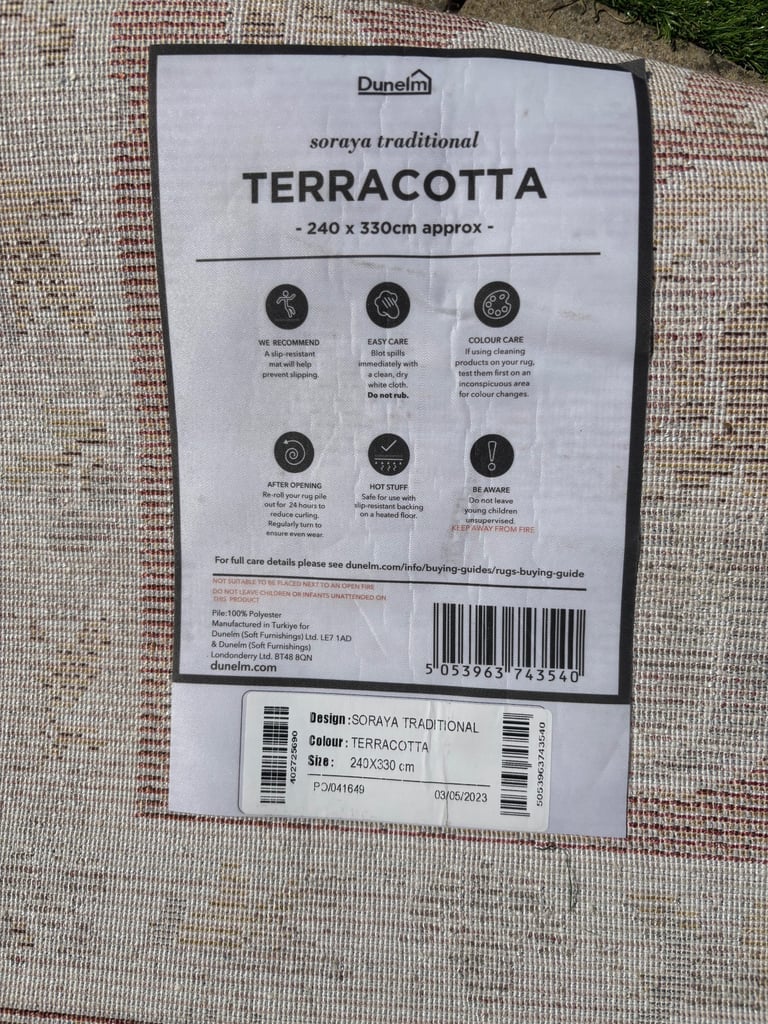 Dunelm
soraya traditional
TERRACOTTA
- 240 x 330cm approx -
WE RECOMMEND
A slip-resistant
mat will help
prevent slipping.
EASY CARE
Blot spills
immediately with
a clean, dry
white cloth.
Do not rub.
COLOUR CARE
If using cleaning
products on your rug,
test them first on an
inconspicuous area
for colour changes.
AFTER OPENING
Re-roll your rug pile
out for 24 hours to
reduce curling.
Regularly turn to
ensure even wear.
HOT STUFF
Safe for use with
slip-resistant backing
on a heated floor.
BE AWARE
Do not leave
young children
unsupervised.
KEEP AWAY FROM FIRE
For full care details please see dunelm.com/info/buying-guides/rugs-buying-guide
NOT SUITABLE TO BE PLACED NEXT TO AN OPEN FIRE
DO NOT LEAVE CHILDREN OR INFANTS UNATTENDED ON
THIS PRODUCT
Pile:100% Polyester
Manufactured in Turkiye for
Dunelm (Soft Furnishings) Ltd. LE7 1AD
& Dunelm (Soft Furnishings)
Londonderry Ltd. BT48 8QN
dunelm.com
5 053963 743540
402725690
Design :SORAYA TRADITIONAL
Colour : TERRACOTTA
Size : 240X330 cm
PO/041649 03/05/2023
5053963743540